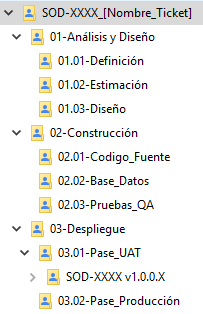 SOD-XXXX_[Nombre_Ticket]
01-Análisis y Diseño
01.01-Definición
01.02-Estimación
01.03-Diseño
02-Construcción
02.01-Codigo_Fuente
02.02-Base_Datos
02.03-Pruebas_QA
03-Despliegue
03.01-Pase_UAT
SOD-XXXX v1.0.0.X
03.02-Pase_Producción